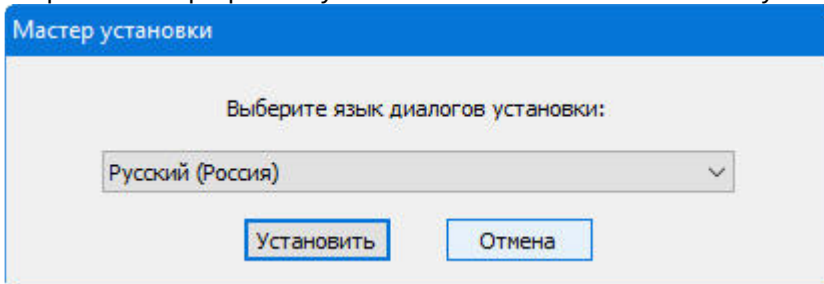 Мастер установки
Выберите язык диалогов установки:
Русский (Россия)
Установить Отмена